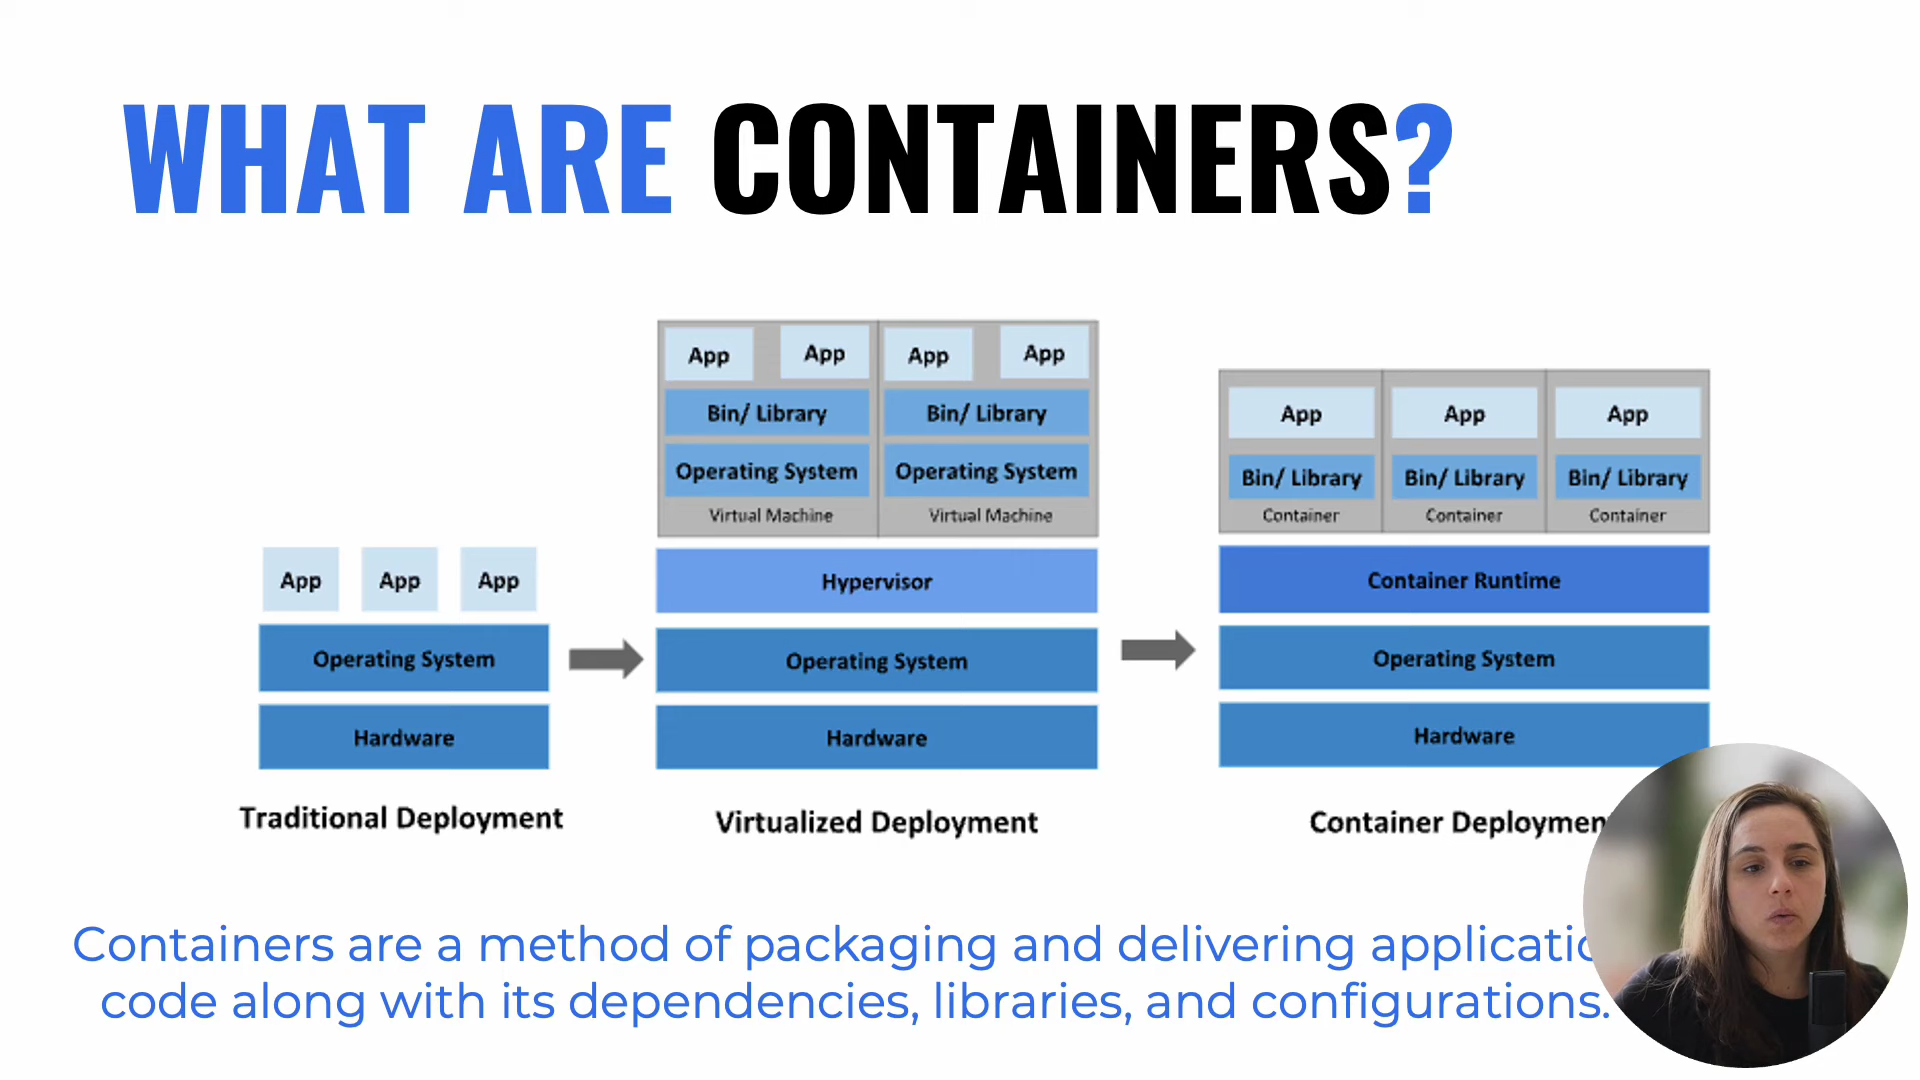 WHAT ARE CONTAINERS?
App App App
Operating System
Hardware
Traditional Deployment
App App App App
Bin/ Library Bin/ Library
Operating System Operating System
Virtual Machine Virtual Machine
Hypervisor
Operating System
Hardware
Virtualized Deployment
App App App
Bin/ Library Bin/ Library Bin/ Library
Container Container Container
Container Runtime
Operating System
Hardware
Container Deploymen
Containers are a method of packaging and delivering applicatio
code along with its dependencies, libraries, and configurations.